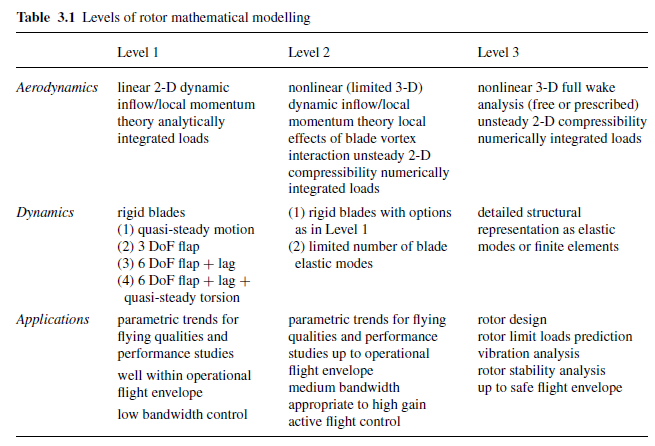 Table 3.1 Levels of rotor mathematical modelling
Level 1 Level 2 Level 3
Aerodynamics
linear 2-D dynamic
inflow/local momentum
theory analytically
integrated loads
nonlinear (limited 3-D)
dynamic inflow/local
momentum theory local
effects of blade vortex
interaction unsteady 2-D
compressibility numerically
integrated loads
nonlinear 3-D full wake
analysis (free or prescribed)
unsteady 2-D compressibility
numerically integrated loads
Dynamics
rigid blades
(1) quasi-steady motion
(2) 3 DoF flap
(3) 6 DoF flap + lag
(4) 6 DoF flap + lag +
quasi-steady torsion
(1) rigid blades with options
as in Level 1
(2) limited number of blade
elastic modes
detailed structural
representation as elastic
modes or finite elements
Applications
parametric trends for
flying qualities and
performance studies
well within operational
flight envelope
low bandwidth control
parametric trends for flying
qualities and performance
studies up to operational
flight envelope
medium bandwidth
appropriate to high gain
active flight control
rotor design
rotor limit loads prediction
vibration analysis
rotor stability analysis
up to safe flight envelope